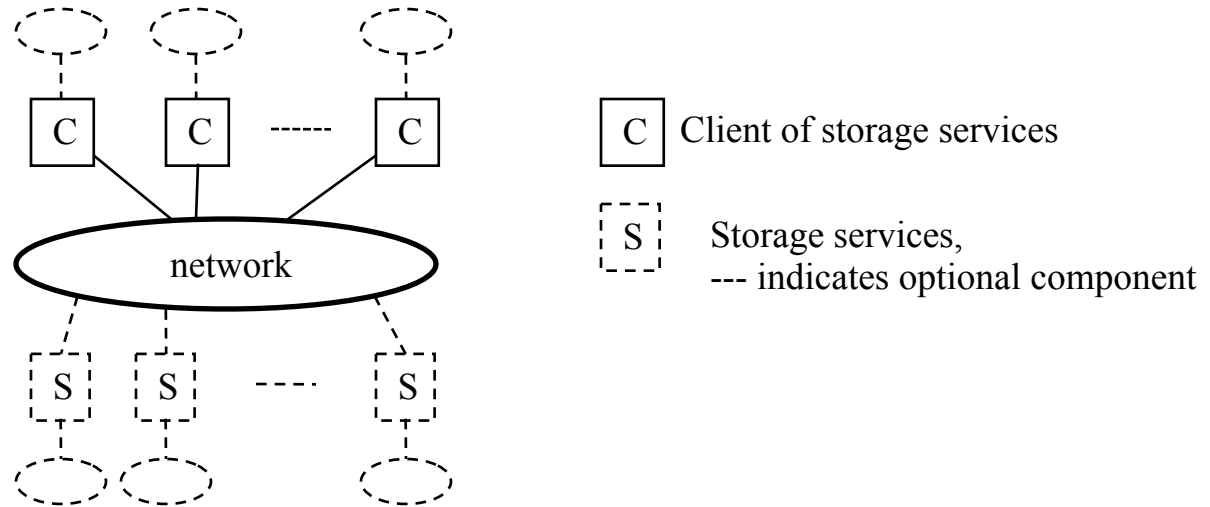 C C C
network
S S S
C Client of storage services
S Storage services,
--- indicates optional component